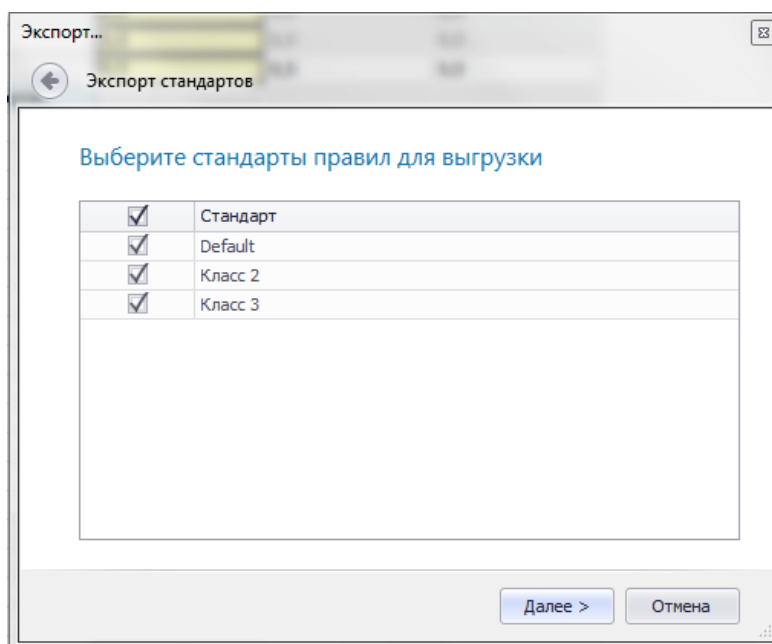 Экспорт...
Экспорт стандартов
Выберите стандарты правил для выгрузки
Стандарт
Default
Класс 2
Класс 3
Далее >
Отмена